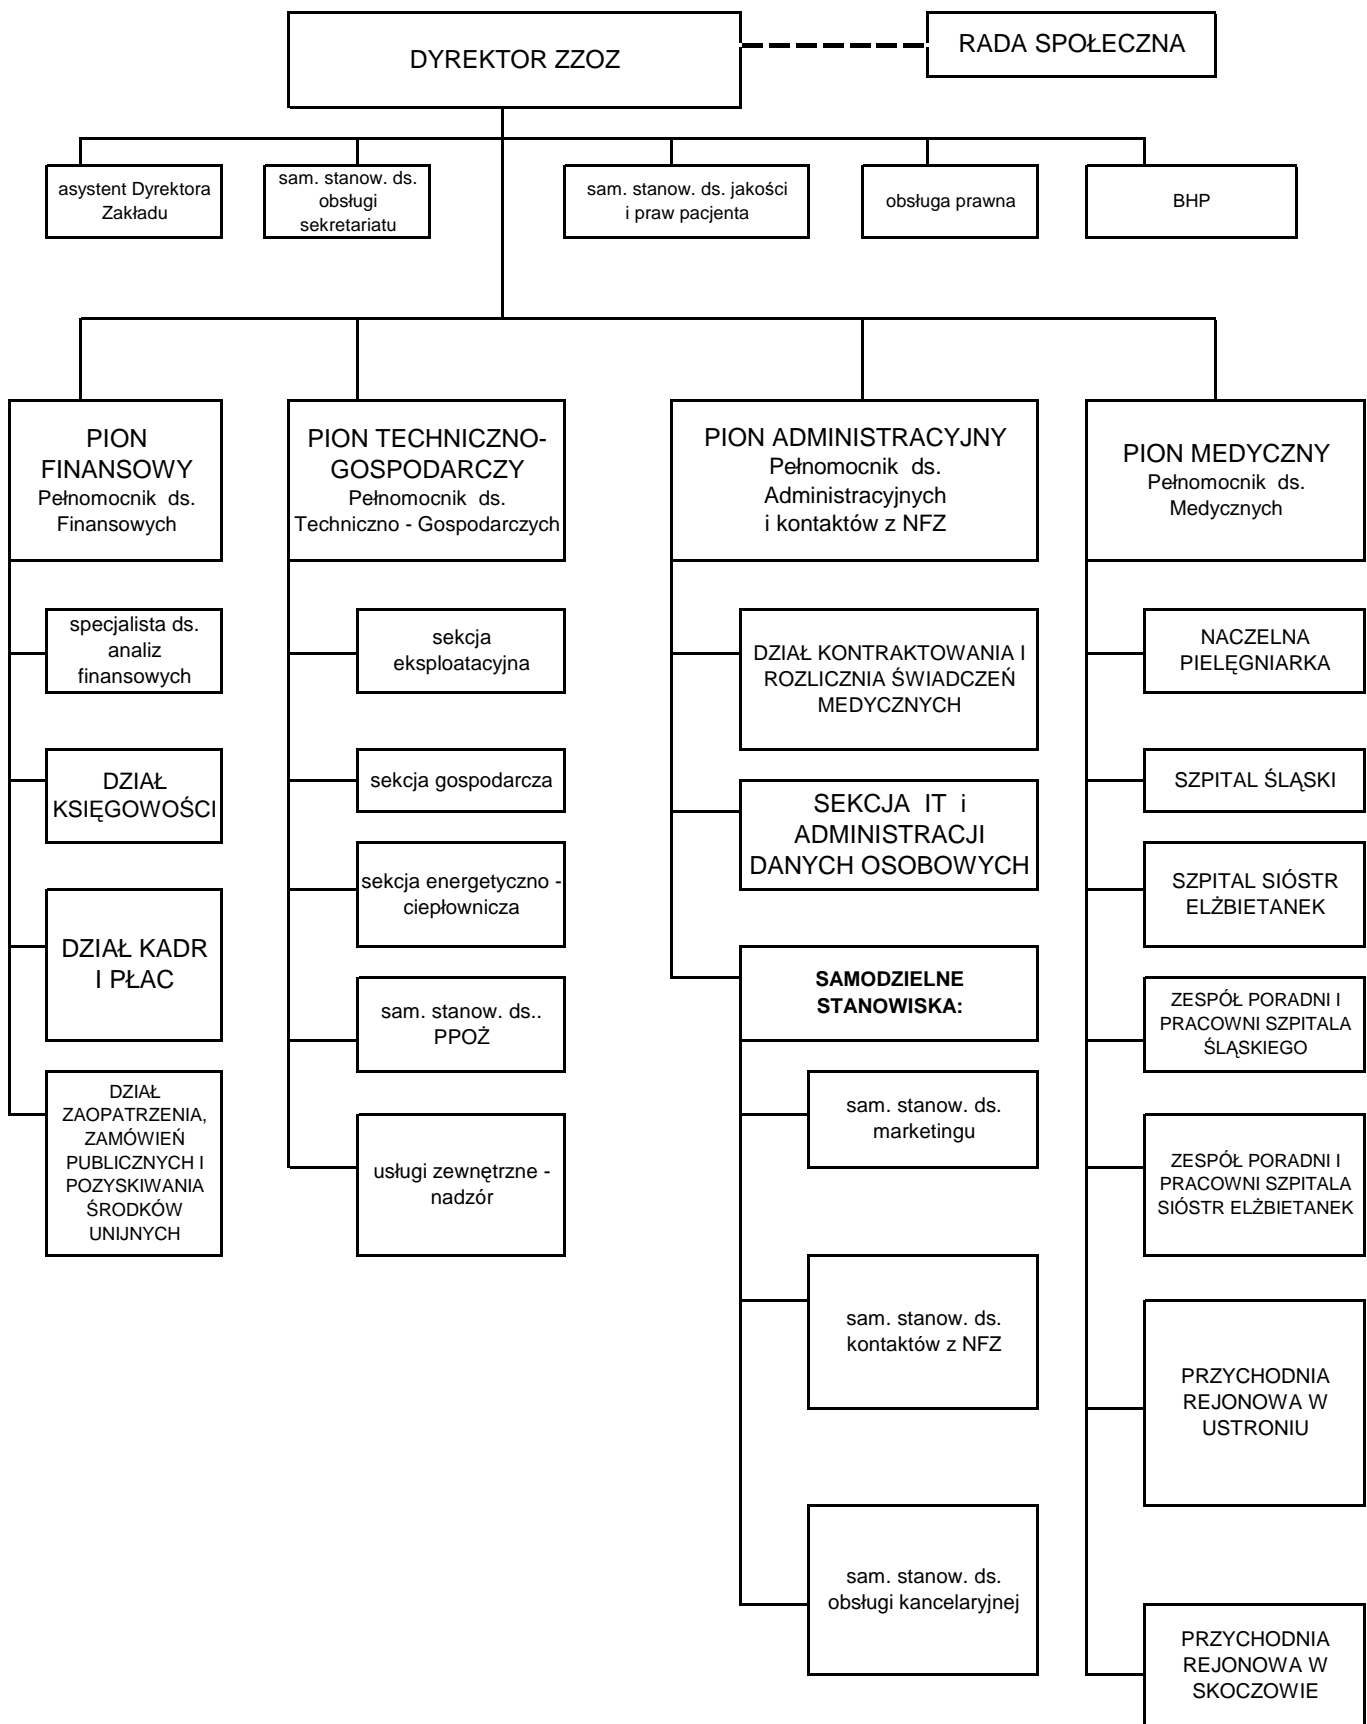 DYREKTOR ZZOZ
RADA SPOŁECZNA
asystent Dyrektora
Zakładu
sam. stanow. ds.
obsługi
sekretariatu
sam. stanow. ds. jakości
i praw pacjenta
obsługa prawna
BHP
PION
FINANSOWY
Pełnomocnik ds.
Finansowych
PION TECHNICZNO-
GOSPODARCZY
Pełnomocnik ds.
Techniczno - Gospodarczych
PION ADMINISTRACYJNY
Pełnomocnik ds.
Administracyjnych
i kontaktów z NFZ
PION MEDYCZNY
Pełnomocnik ds.
Medycznych
specjalista ds.
analiz
finansowych
DZIAŁ
KSIĘGOWOŚCI
DZIAŁ KADR
I PŁAC
DZIAŁ
ZAOPATRZENIA,
ZAMÓWIEŃ
PUBLICZNYCH I
POZYSKIWANIA
ŚRODKÓW
UNIJNYCH
sekcja
eksploatacyjna
sekcja gospodarcza
sekcja energetyczno -
ciepłownicza
sam. stanow. ds..
PPOŻ
usługi zewnętrzne -
nadzór
DZIAŁ KONTRAKTOWANIA I
ROZLICZNIA ŚWIADCZEŃ
MEDYCZNYCH
SEKCJA IT i
ADMINISTRACJI
DANYCH OSOBOWYCH
SAMODZIELNE
STANOWISKA:
sam. stanow. ds.
marketingu
sam. stanow. ds.
kontaktów z NFZ
sam. stanow. ds.
obsługi kancelaryjnej
NACZELNA
PIELĘGNIARKA
SZPITAL ŚLĄSKI
SZPITAL SIÓSTR
ELŻBIETANEK
ZESPÓŁ PORADNI I
PRACOWNI SZPITALA
ŚLĄSKIEGO
ZESPÓŁ PORADNI I
PRACOWNI SZPITALA
SIÓSTR ELŻBIETANEK
PRZYCHODNIA
REJONOWA W
USTRONIU
PRZYCHODNIA
REJONOWA W
SKOCZOWIE